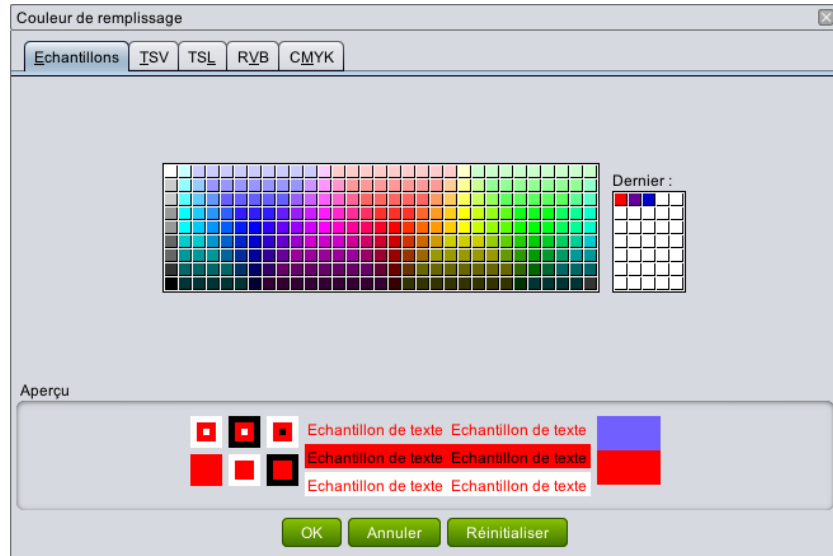 Couleur de remplissage
Echantillons TSV TSL RVB CMYK
Dernier :
Aperçu
Echantillon de texte Echantillon de texte
Echantillon de texte Echantillon de texte
Echantillon de texte Echantillon de texte
OK Annuler Réinitialiser